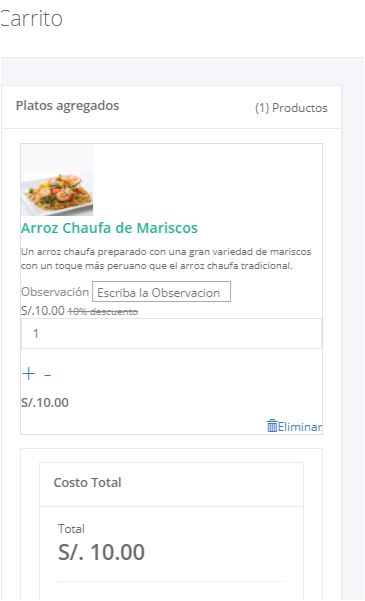 Carrito
Platos agregados
(1) Productos
Arroz Chaufa de Mariscos
Un arroz chaufa preparado con una gran variedad de mariscos
con un toque más peruano que el arroz chaufa tradicional.
Observación Escriba la Observacion
S/.10.00 10% descuento
1
+ -
S/.10.00
Eliminar
Costo Total
Total
S/. 10.00